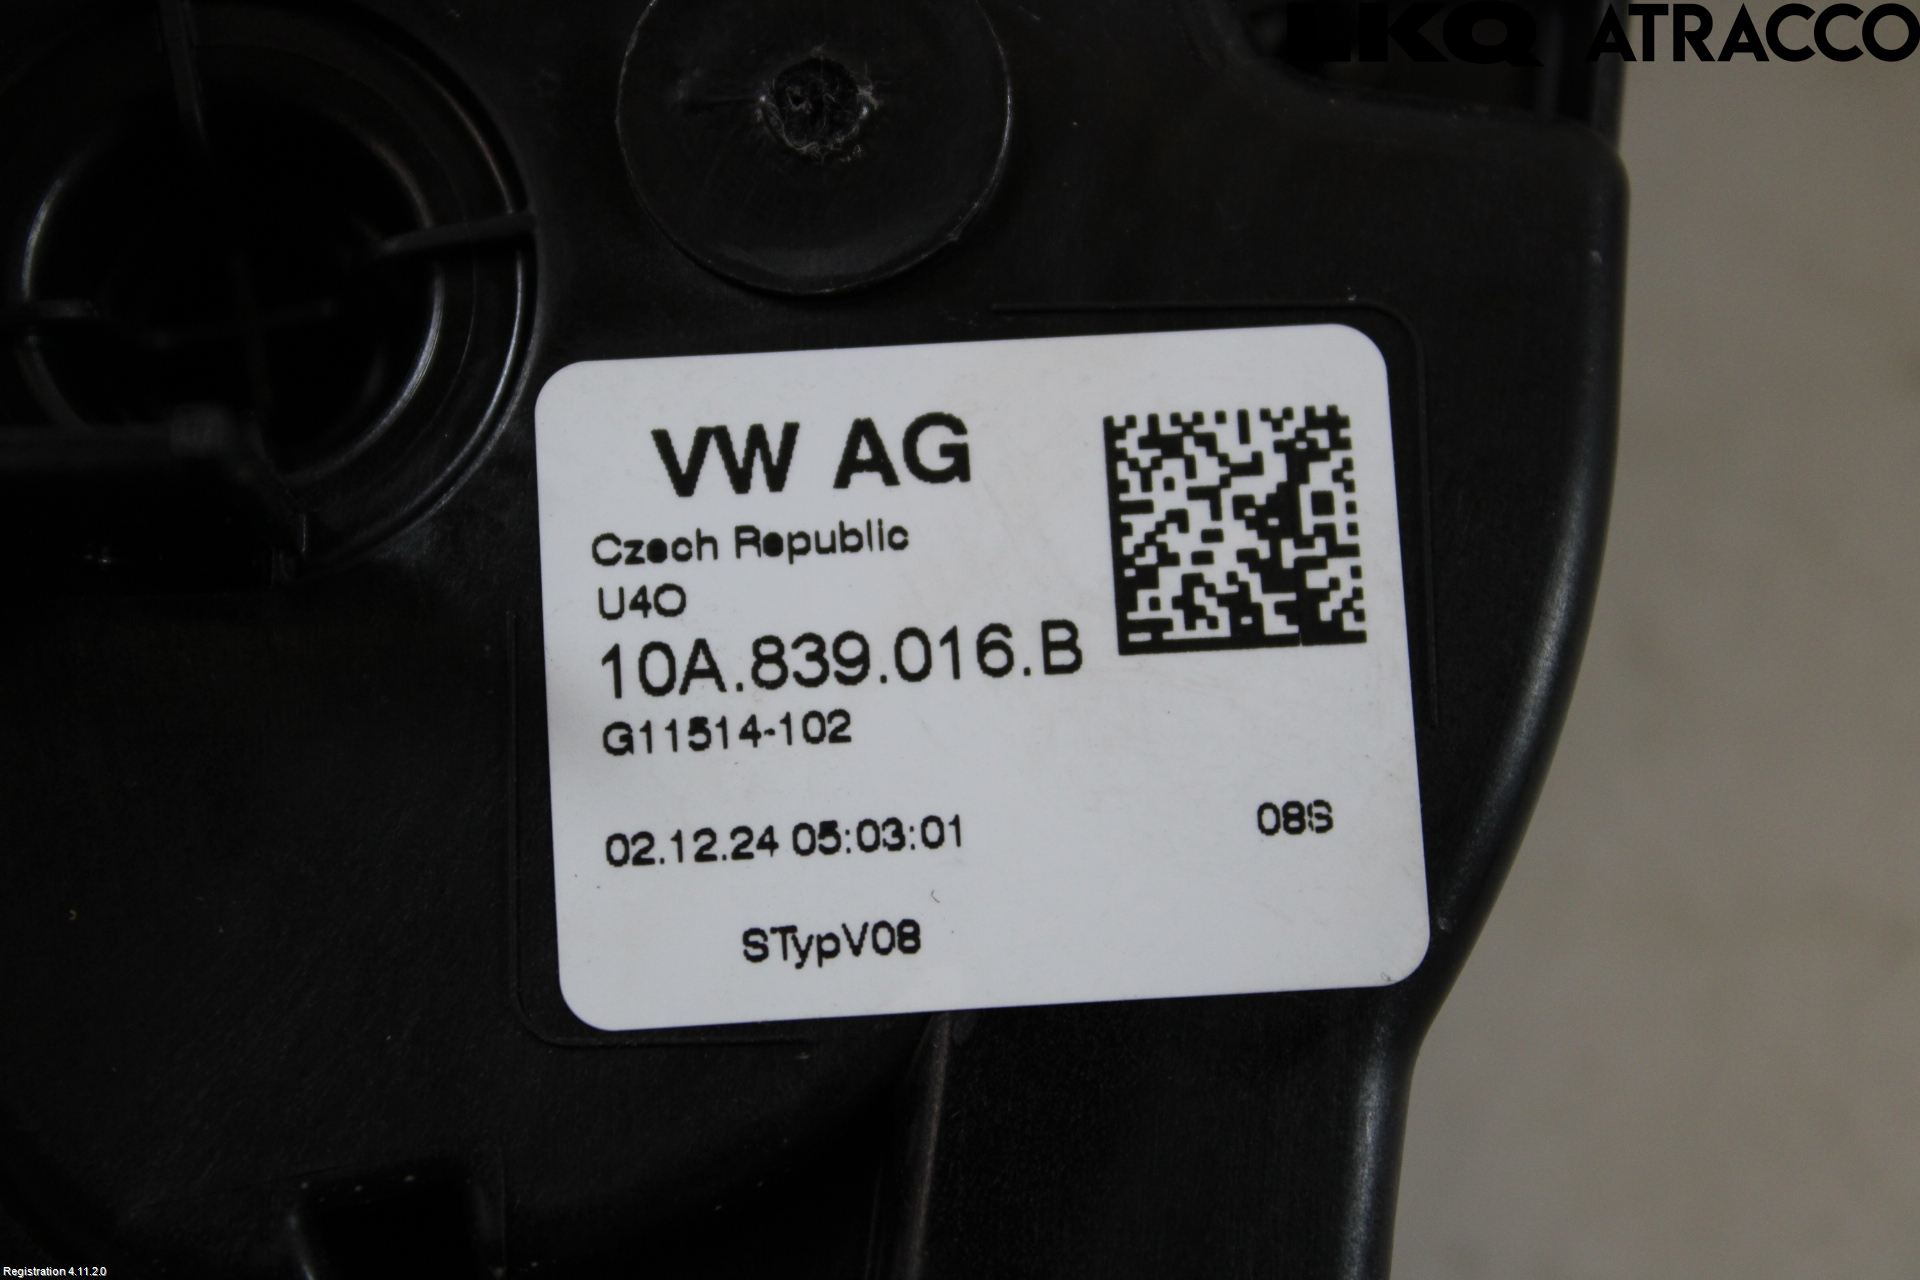 LKQ ATRACCO
VW AG
Czech Republic
U4O
10A.839.016.B
G11514-102
02.12.24 05:03:01
08S
STypV08
Registration 4.11.2.0